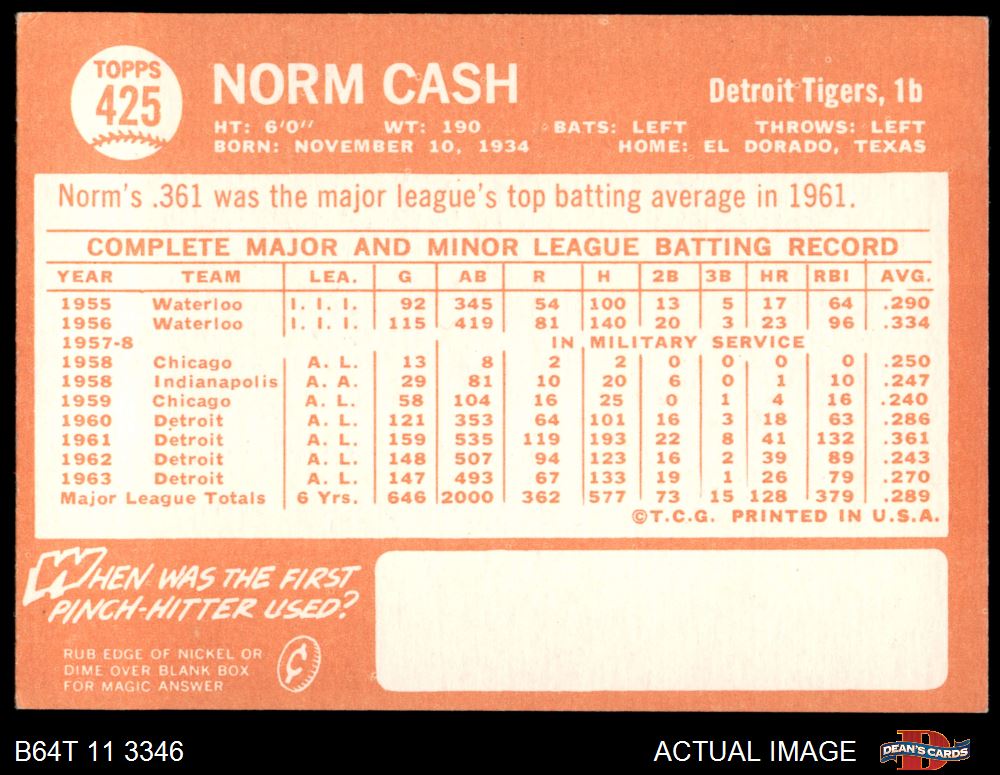 TOPPS
425
NORM CASH
Detroit Tigers, 1b
HT: 6'0" WT: 190 BATS: LEFT THROWS: LEFT
BORN: NOVEMBER 10, 1934 HOME: EL DORADO, TEXAS
Norm's .361 was the major league's top batting average in 1961.
COMPLETE MAJOR AND MINOR LEAGUE BATTING RECORD
YEAR TEAM LEA. G AB R H 2B 3B HR RBI AVG.
1955 Waterloo I. I. I. 92 345 54 100 13 5 17 64 .290
1956 Waterloo I. I. I. 115 419 81 140 20 3 23 96 .334
1957-8 IN MILITARY SERVICE
1958 Chicago A. L. 13 8 2 2 0 0 0 0 .250
1958 Indianapolis A. A. 29 81 10 20 6 0 1 10 .247
1959 Chicago A. L. 58 104 16 25 0 1 4 16 .240
1960 Detroit A. L. 121 353 64 101 16 3 18 63 .286
1961 Detroit A. L. 159 535 119 193 22 8 41 132 .361
1962 Detroit A. L. 148 507 94 123 16 2 39 89 .243
1963 Detroit A. L. 147 493 67 133 19 1 26 79 .270
Major League Totals 6 Yrs. 646 2000 362 577 73 15 128 379 .289
©T.C.G. PRINTED IN U.S.A.
WHEN WAS THE FIRST
PINCH-HITTER USED?
RUB EDGE OF NICKEL OR
DIME OVER BLANK BOX
FOR MAGIC ANSWER
¢
B64T 11 3346
ACTUAL IMAGE
D
DEAN'S CARDS